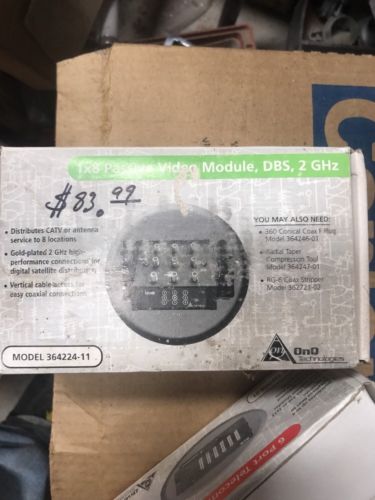 1x8 Passive Video Module, DBS, 2 GHz
$83.99
• Distributes CATV or antenna
service to 8 locations
• Gold-plated 2 GHz high-
performance connections for
digital satellite distribution
• Vertical cable access for
easy coaxial connections
MODEL 364224-11
YOU MAY ALSO NEED:
• 360 Conical Coax F Plug
Model 364246-01
• Radial Taper
Compression Tool
Model 364247-01
• RG-6 Coax Stripper
Model 362721-02
OnQ
Technologies
6 Port Telecom